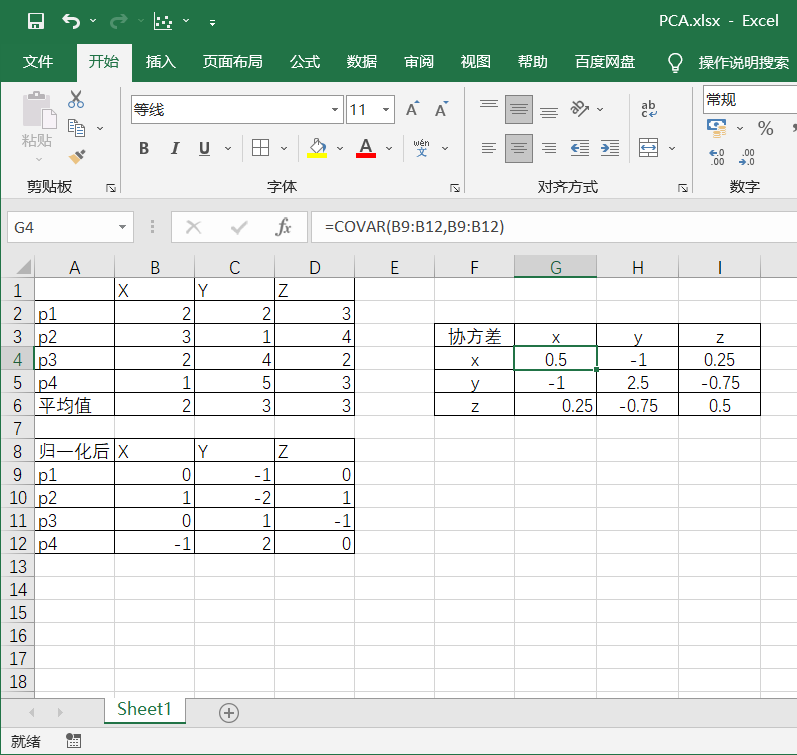 PCA.xlsx - Excel
文件 开始 插入 页面布局 公式 数据 审阅 视图 帮助 百度网盘 操作说明搜索
等线 11 A A ab c 常规
粘贴 B I U A wén 文 %
.00 .0
剪贴板 字体 对齐方式 数字
G4 fx =COVAR(B9:B12,B9:B12)
A B C D E F G H I
1 X Y Z
2 p1 2 2 3
3 p2 3 1 4 协方差 x y z
4 p3 2 4 2 x 0.5 -1 0.25
5 p4 1 5 3 y -1 2.5 -0.75
6 平均值 2 3 3 z 0.25 -0.75 0.5
7
8 归一化后 X Y Z
9 p1 0 -1 0
10 p2 1 -2 1
11 p3 0 1 -1
12 p4 -1 2 0
13
14
15
16
17
18
Sheet1
就绪